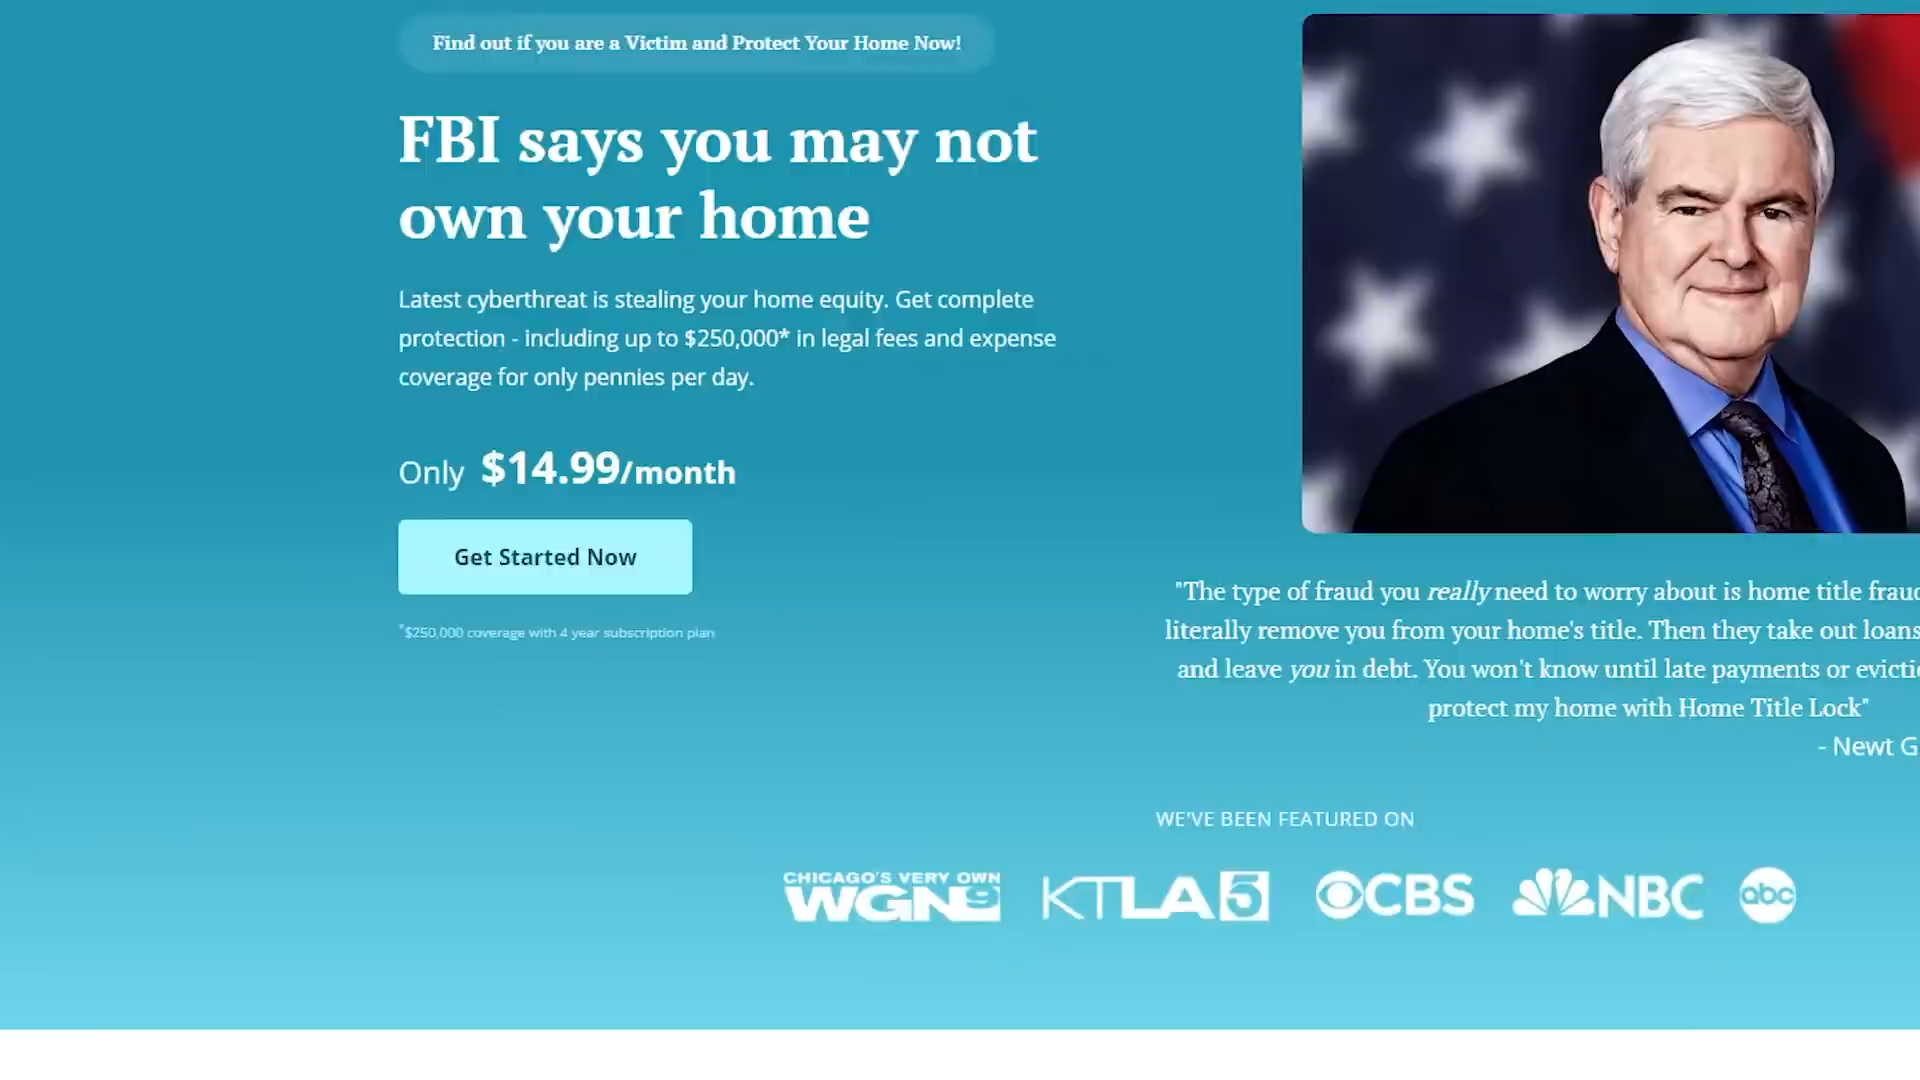 Find out if you are a Victim and Protect Your Home Now!
FBI says you may not
own your home
Latest cyberthreat is stealing your home equity. Get complete
protection - including up to $250,000* in legal fees and expense
coverage for only pennies per day.
Only $14.99/month
Get Started Now
*$250,000 coverage with 4 year subscription plan
"The type of fraud you really need to worry about is home title
literally remove you from your home's title. Then they take out loans
and leave you in debt. You won't know until late payments or
protect my home with Home Title Lock"
- Newt
WE'VE BEEN FEATURED ON
CHICAGO'S VERY OWN
WGN9 KTLA5 CBS NBC abc